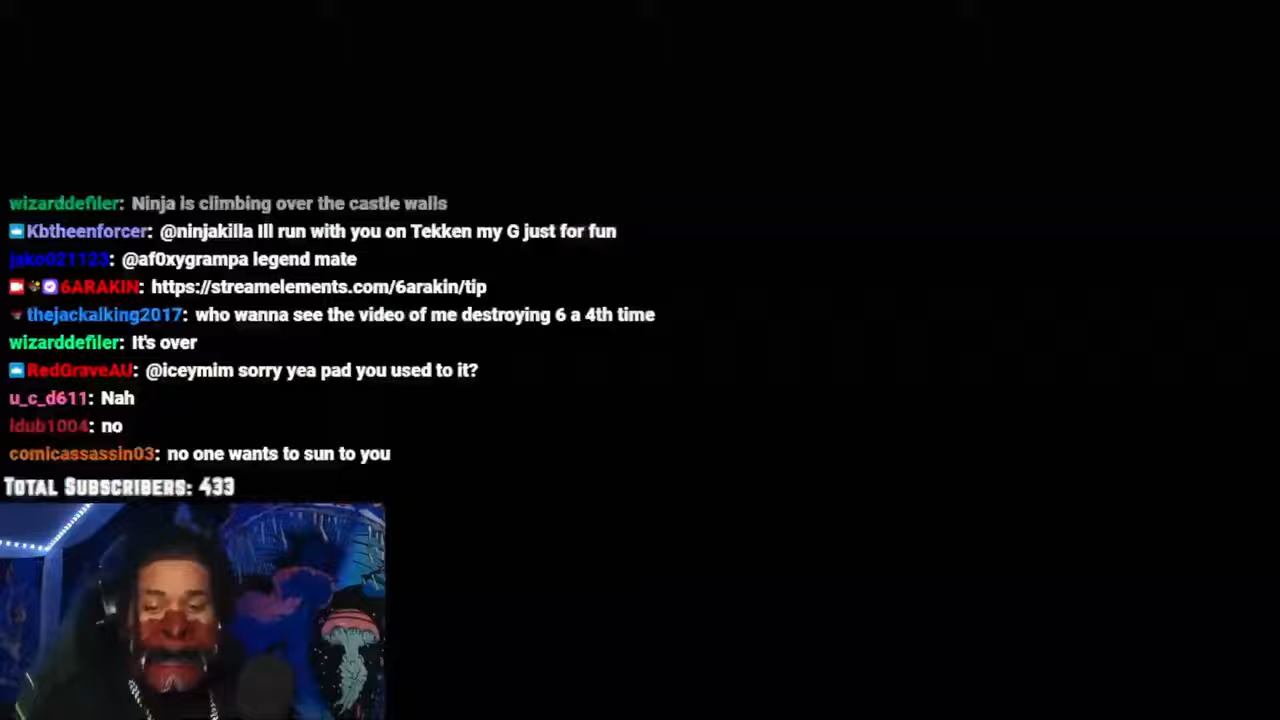 wizarddefiler: Ninja is climbing over the castle walls
Kbtheenforcer: @ninjakilla Ill run with you on Tekken my G just for fun
jako021123: @af0xygrampa legend mate
6ARAKIN: https://streamelements.com/6arakin/tip
thejackalking2017: who wanna see the video of me destroying 6 a 4th time
wizarddefiler: It's over
RedGraveAU: @iceymim sorry yea pad you used to it?
u_c_d611: Nah
ldub1004: no
comicassassin03: no one wants to sun to you
TOTAL SUBSCRIBERS: 433